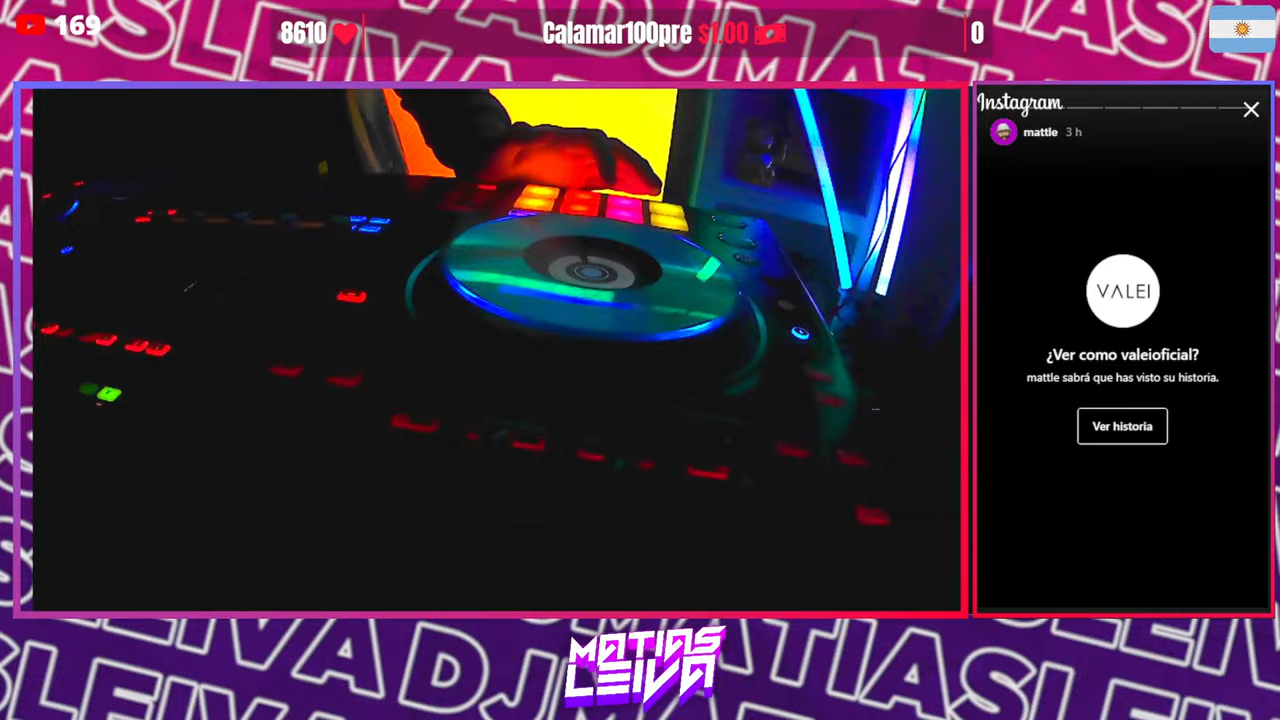 169
8610
Calamar100pre $1.00
0
Instagram
mattle 3 h
VALEI
¿Ver como valeioficial?
mattle sabrá que has visto su historia.
Ver historia
MATIAS
LEIVA